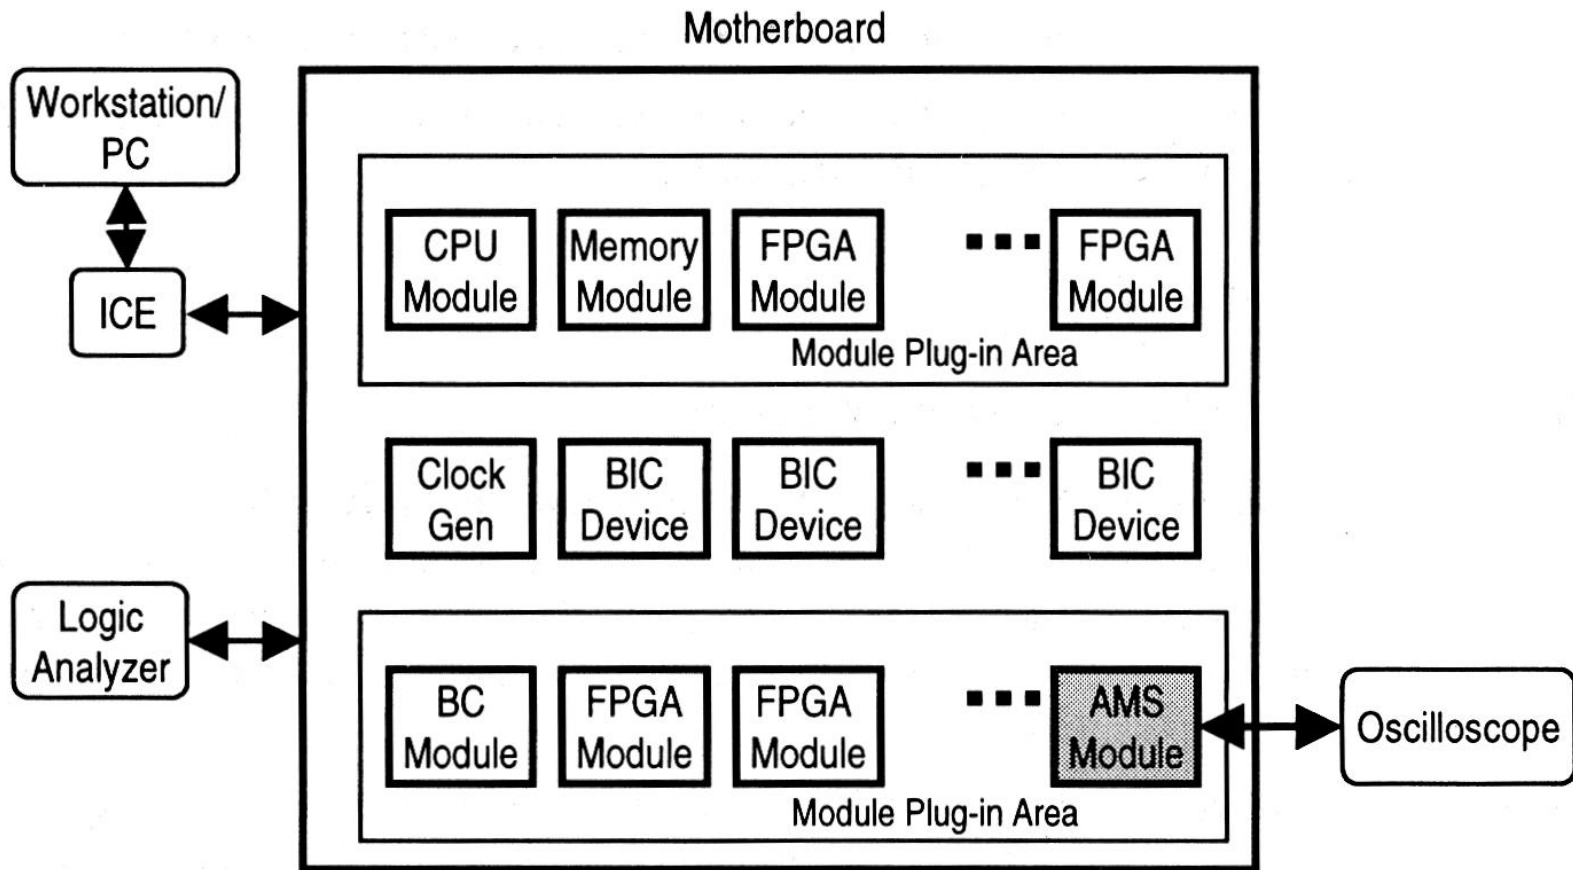 Motherboard
Workstation/
PC
ICE
CPU
Module
Memory
Module
FPGA
Module
FPGA
Module
Module Plug-in Area
Clock
Gen
BIC
Device
BIC
Device
BIC
Device
Logic
Analyzer
BC
Module
FPGA
Module
FPGA
Module
AMS
Module
Module Plug-in Area
Oscilloscope